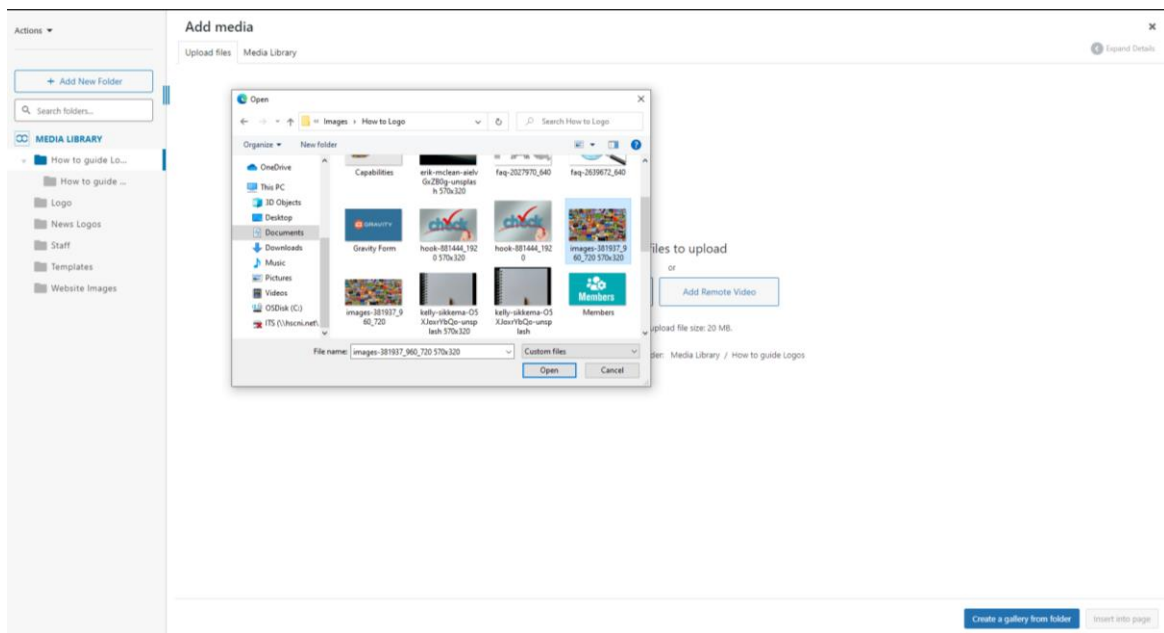 Actions
Add media
Upload files Media Library
Expand Details
+ Add New Folder
Search folders...
MEDIA LIBRARY
How to guide Lo...
How to guide ...
Logo
News Logos
Staff
Templates
Website Images
Open
Images › How to Logo
Search How to Logo
Organize New folder
OneDrive
This PC
3D Objects
Desktop
Documents
Downloads
Music
Pictures
Videos
OSDisk (C:)
ITS (\\hscni.net\
Capabilities
erik-mclean-aielv
GxZB0g-unsplas
h 570x320
faq-2027970_640
faq-2639672_640
GRAVITY
Gravity Form
check
hook-881444_192
0 570x320
check
hook-881444_192
0
images-381937_9
60_720 570x320
images-381937_9
60_720
kelly-sikkema-O5
XJoxrYbQo-unsp
lash 570x320
kelly-sikkema-O5
XJoxrYbQo-unsp
lash
Members
Members
File name: images-381937_960_720 570x320
Custom files
Open Cancel
files to upload
or
Add Remote Video
upload file size: 20 MB.
der: Media Library / How to guide Logos
Create a gallery from folder Insert into page